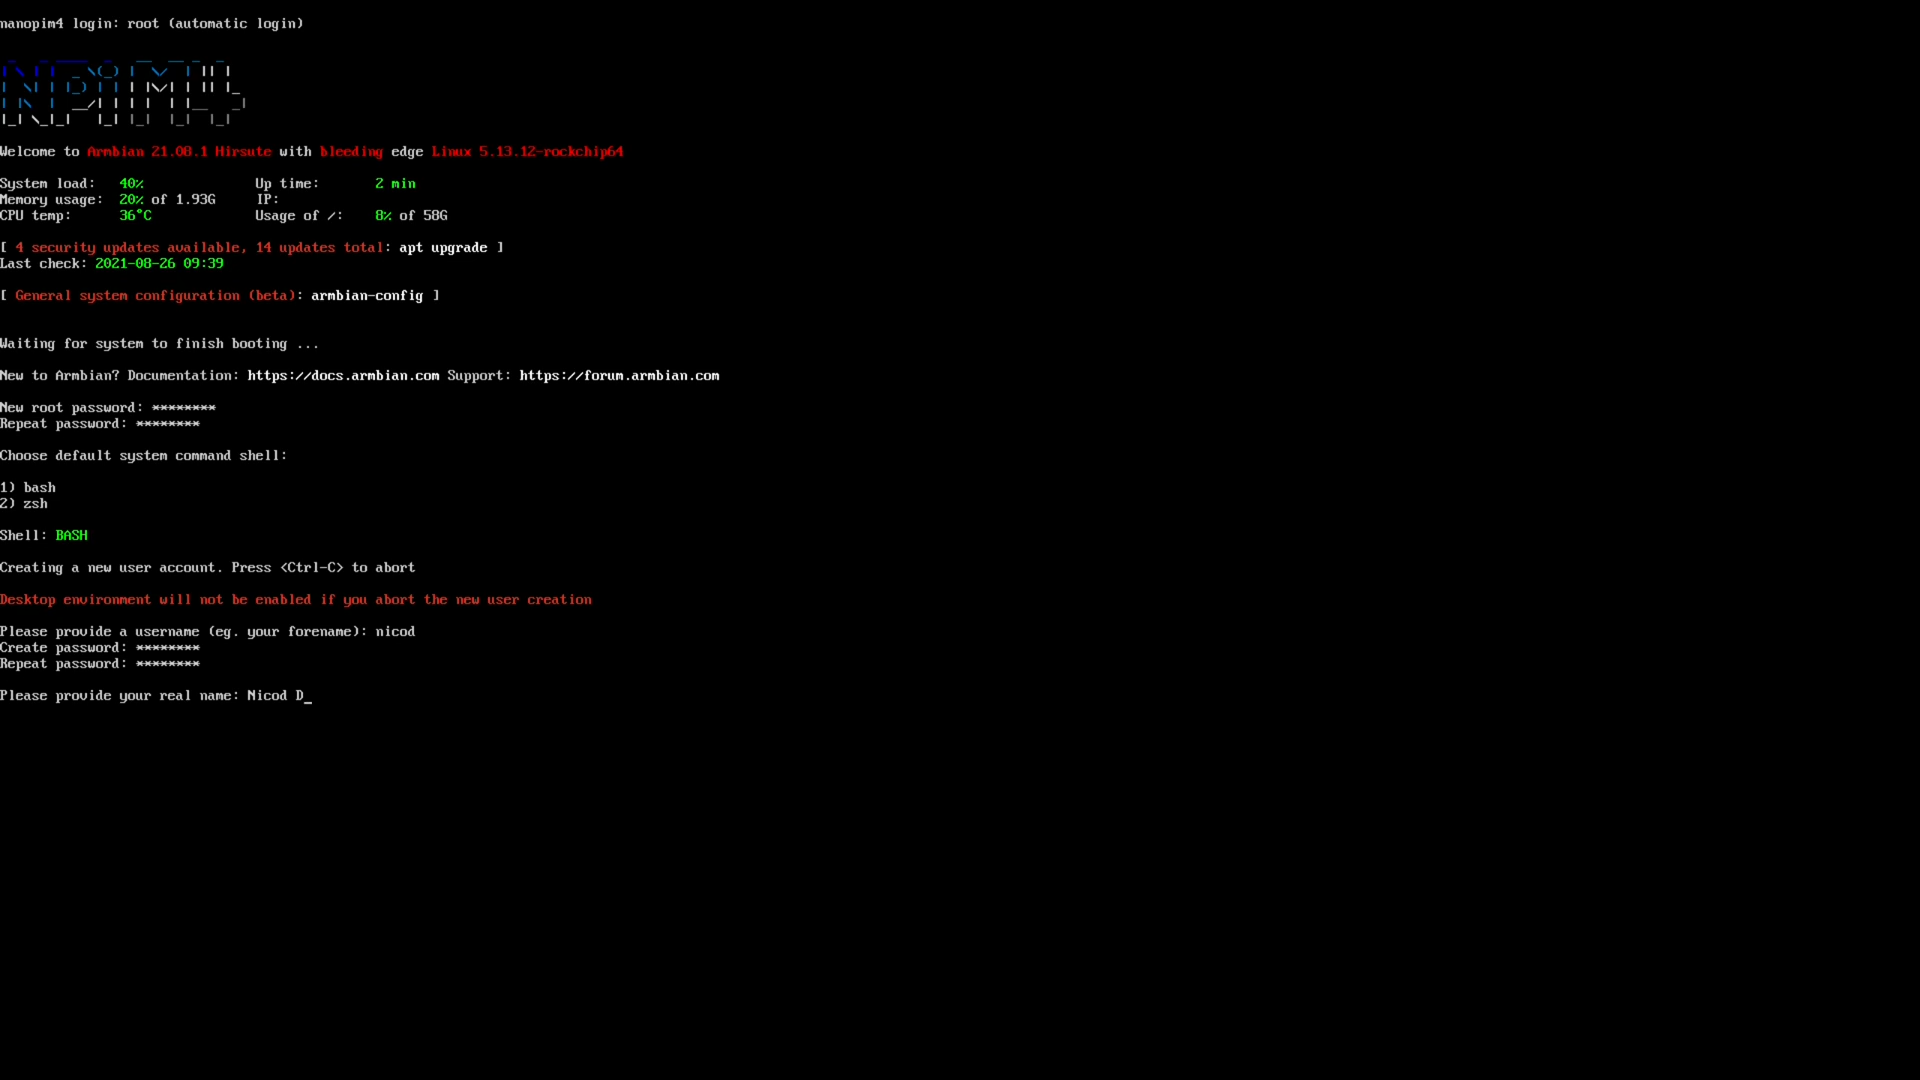 nanopim4 login: root (automatic login)
NPi M4
Welcome to Armbian 21.08.1 Hirsute with bleeding edge Linux 5.13.12-rockchip64
System load: 40% Up time: 2 min
Memory usage: 20% of 1.93G IP:
CPU temp: 36°C Usage of /: 8% of 58G
[ 4 security updates available, 14 updates total: apt upgrade ]
Last check: 2021-08-26 09:39
[ General system configuration (beta): armbian-config ]
Waiting for system to finish booting ...
New to Armbian? Documentation: https://docs.armbian.com Support: https://forum.armbian.com
New root password: ********
Repeat password: ********
Choose default system command shell:
1) bash
2) zsh
Shell: BASH
Creating a new user account. Press <Ctrl-C> to abort
Desktop environment will not be enabled if you abort the new user creation
Please provide a username (eg. your forename): nicod
Create password: ********
Repeat password: ********
Please provide your real name: Nicod D_